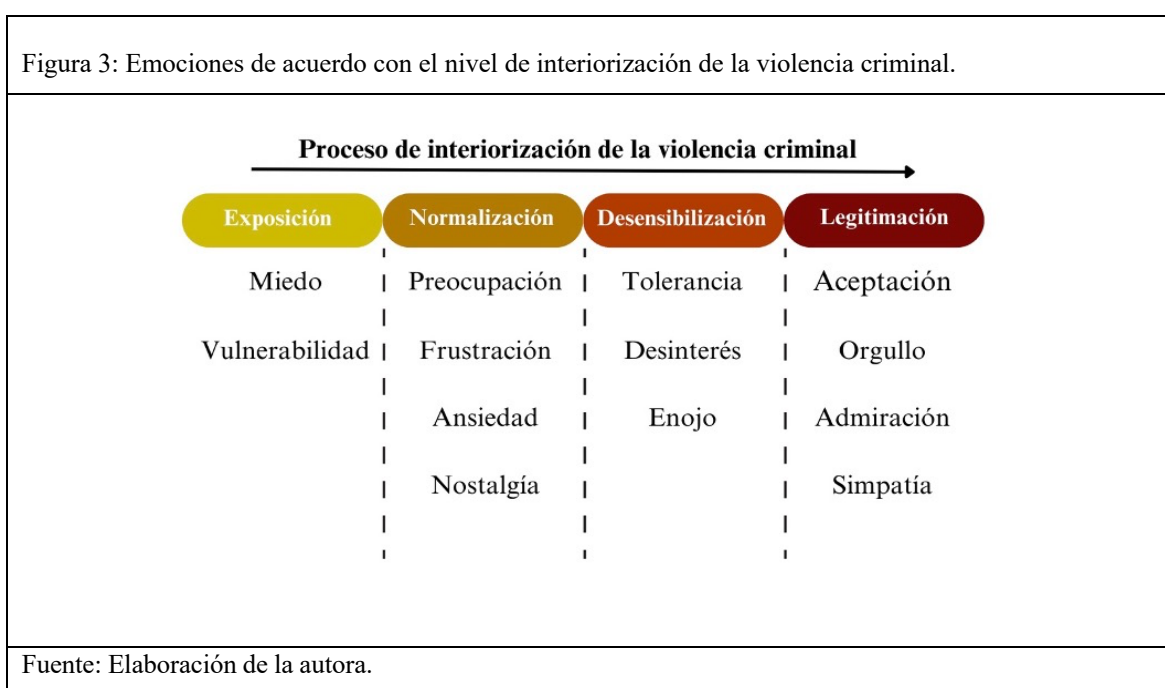 Figura 3: Emociones de acuerdo con el nivel de interiorización de la violencia criminal.
Proceso de interiorización de la violencia criminal
Exposición Normalización Desensibilización Legitimación
Miedo Preocupación Tolerancia Aceptación
Vulnerabilidad Frustración Desinterés Orgullo
Ansiedad Enojo Admiración
Nostalgía Simpatía
Fuente: Elaboración de la autora.